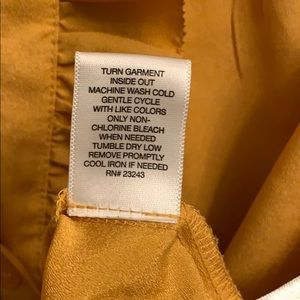 TURN GARMENT
INSIDE OUT
MACHINE WASH COLD
GENTLE CYCLE
WITH LIKE COLORS
ONLY NON-
CHLORINE BLEACH
WHEN NEEDED
TUMBLE DRY LOW
REMOVE PROMPTLY
COOL IRON IF NEEDED
RN# 23243